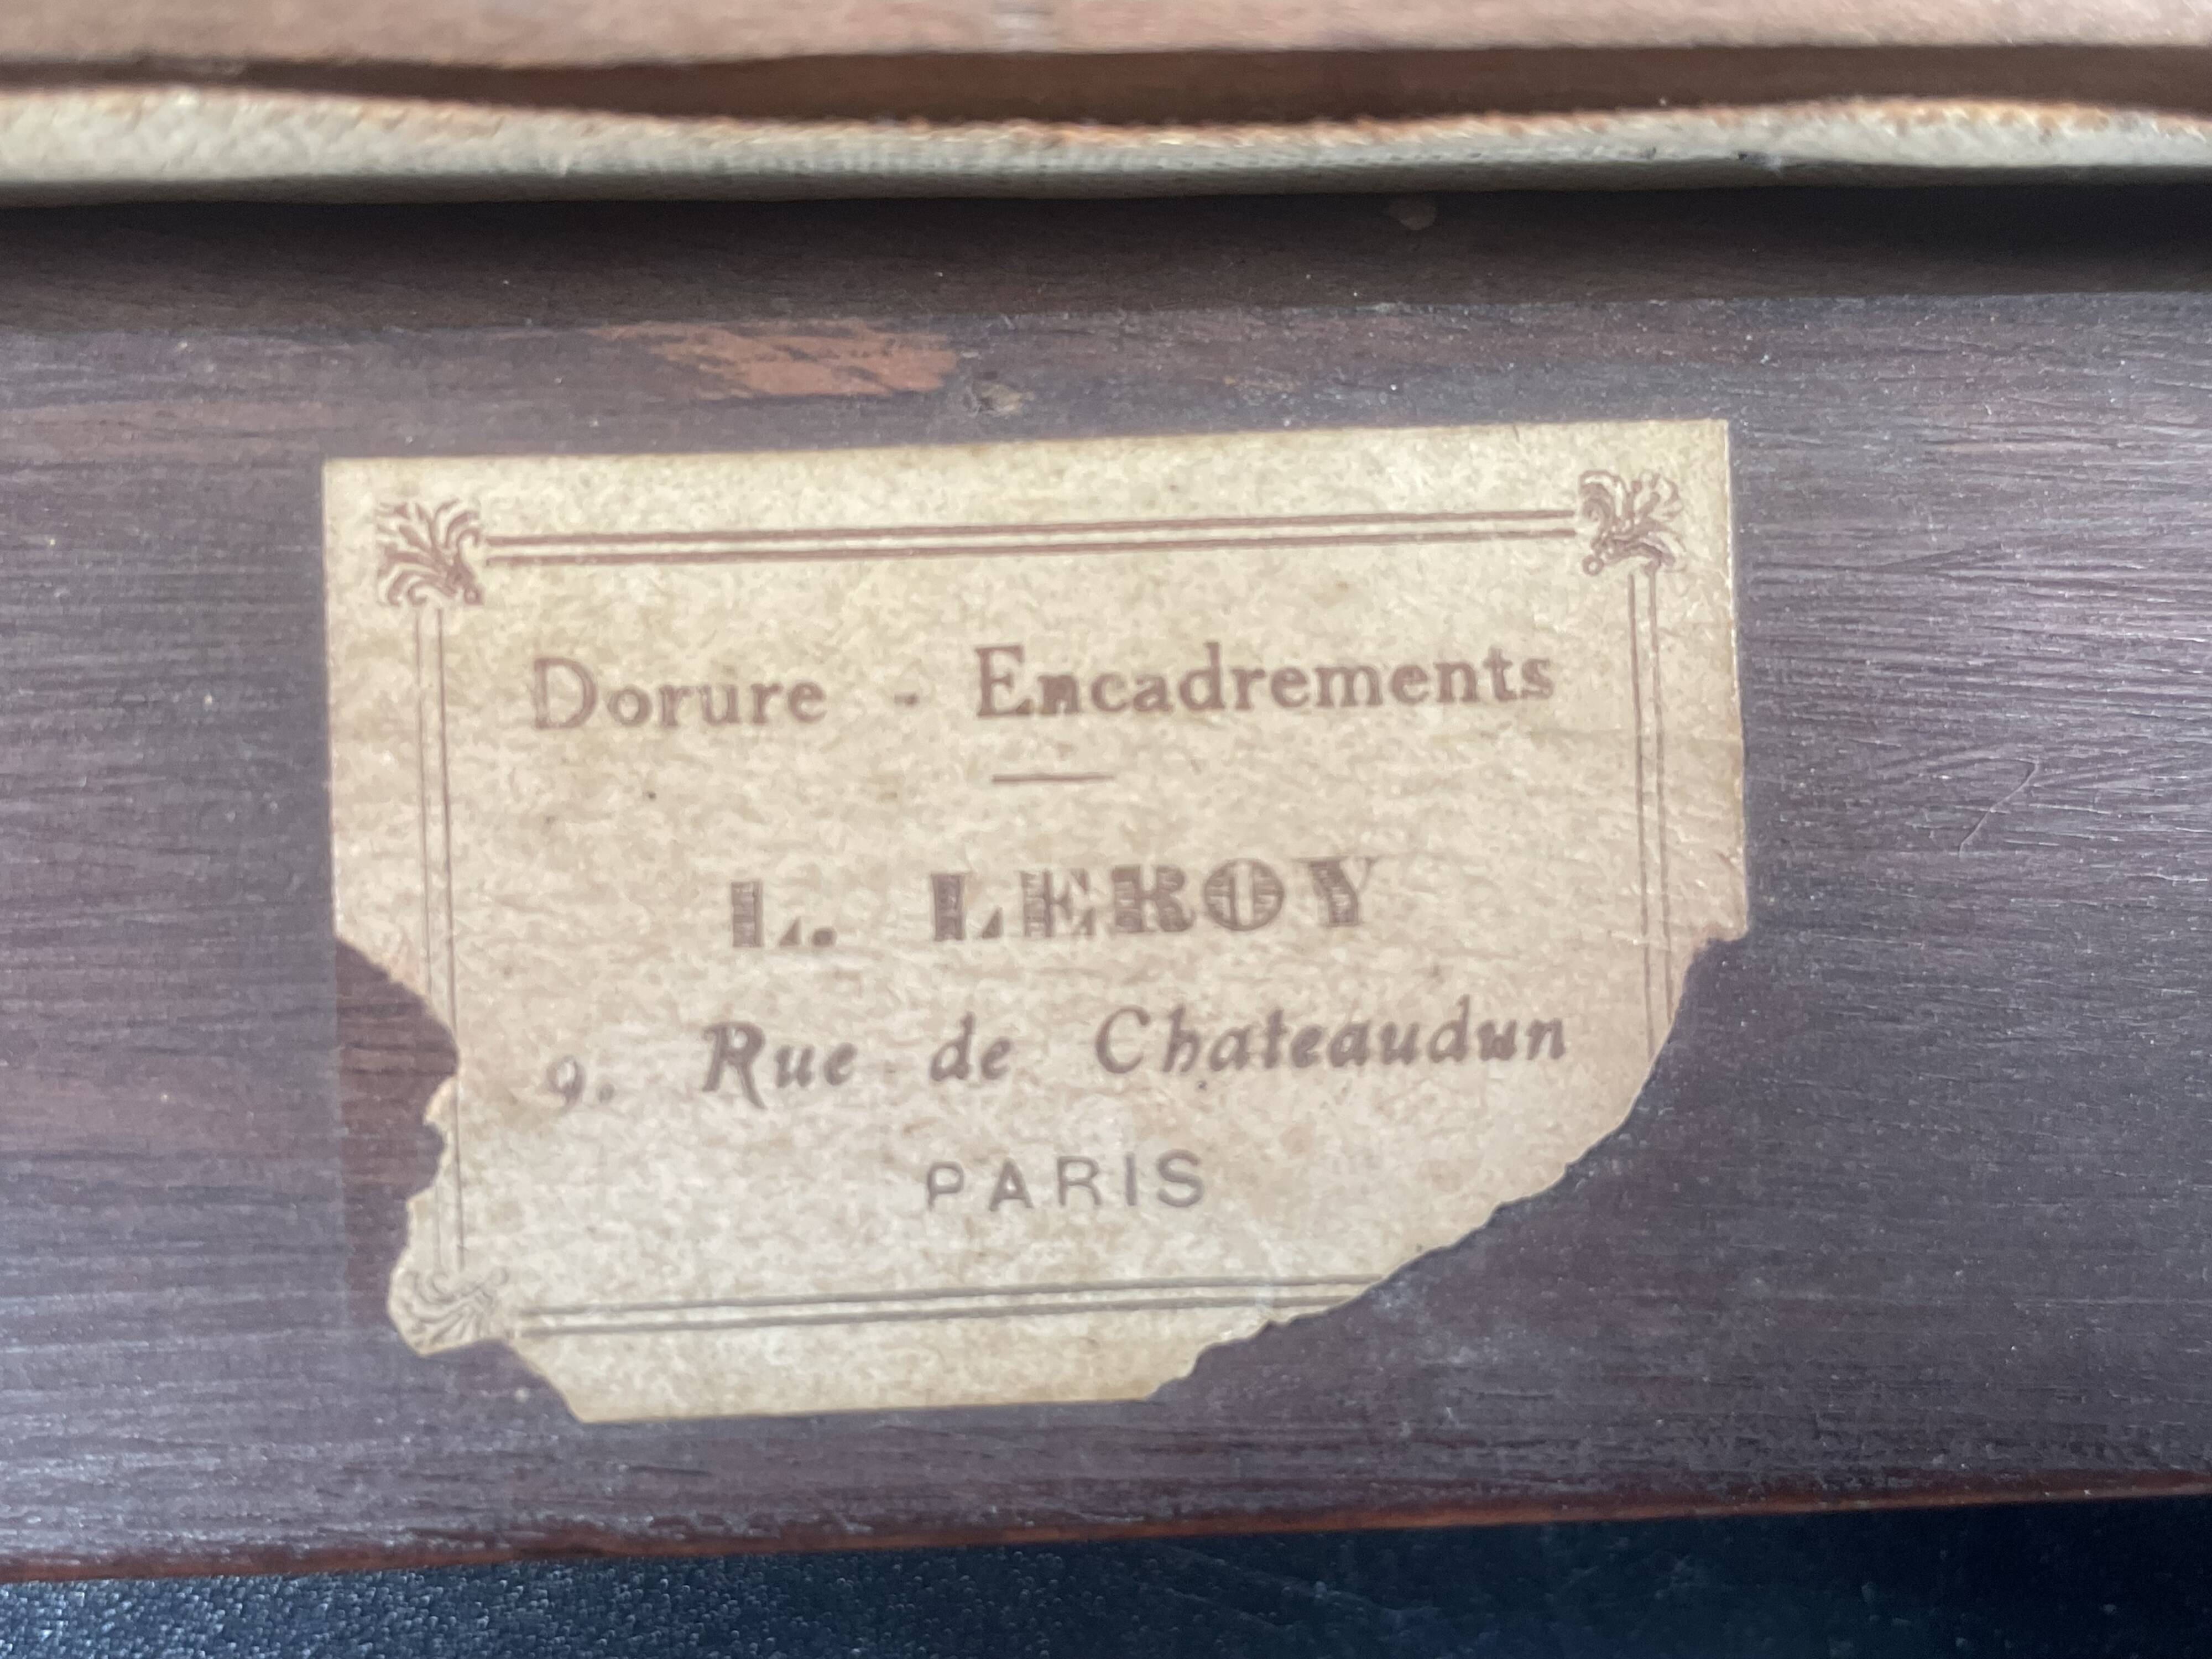 Dorure - Encadrements
L. LEROY
9. Rue de Chateaudun
PARIS